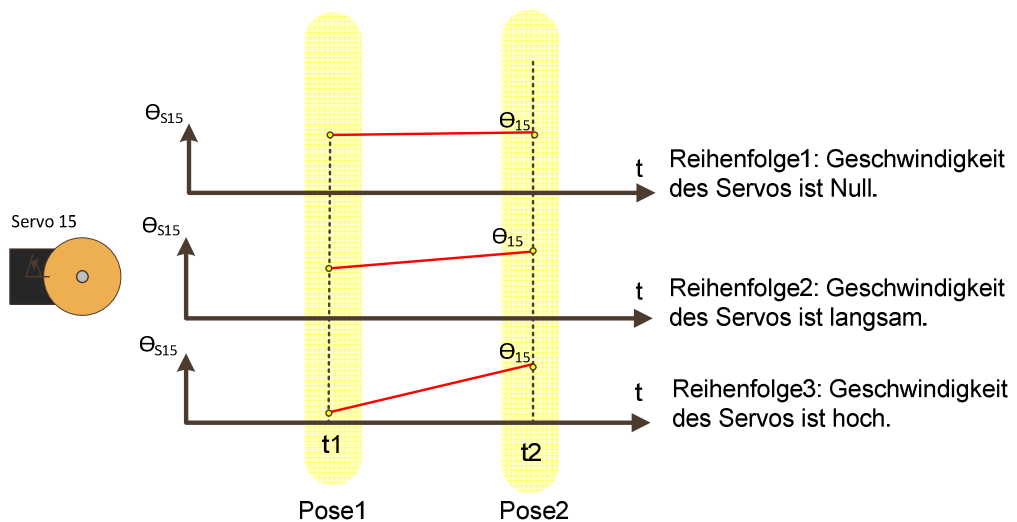 ϴS15
ϴ15
t
Reihenfolge1: Geschwindigkeit
des Servos ist Null.
Servo 15
ϴS15
ϴ15
t
Reihenfolge2: Geschwindigkeit
des Servos ist langsam.
ϴS15
ϴ15
t
Reihenfolge3: Geschwindigkeit
des Servos ist hoch.
t1
t2
Pose1
Pose2